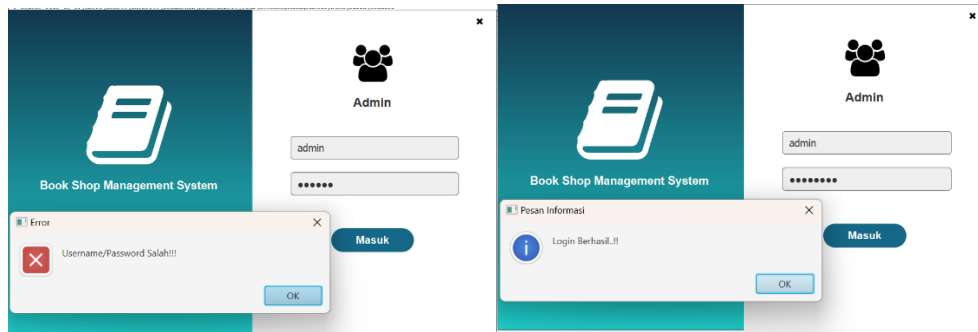 Admin
admin
••••••
Book Shop Management System
Error
Username/Password Salah!!!
OK
Masuk
Admin
admin
••••••••
Book Shop Management System
Pesan Informasi
Login Berhasil..!!
OK
Masuk